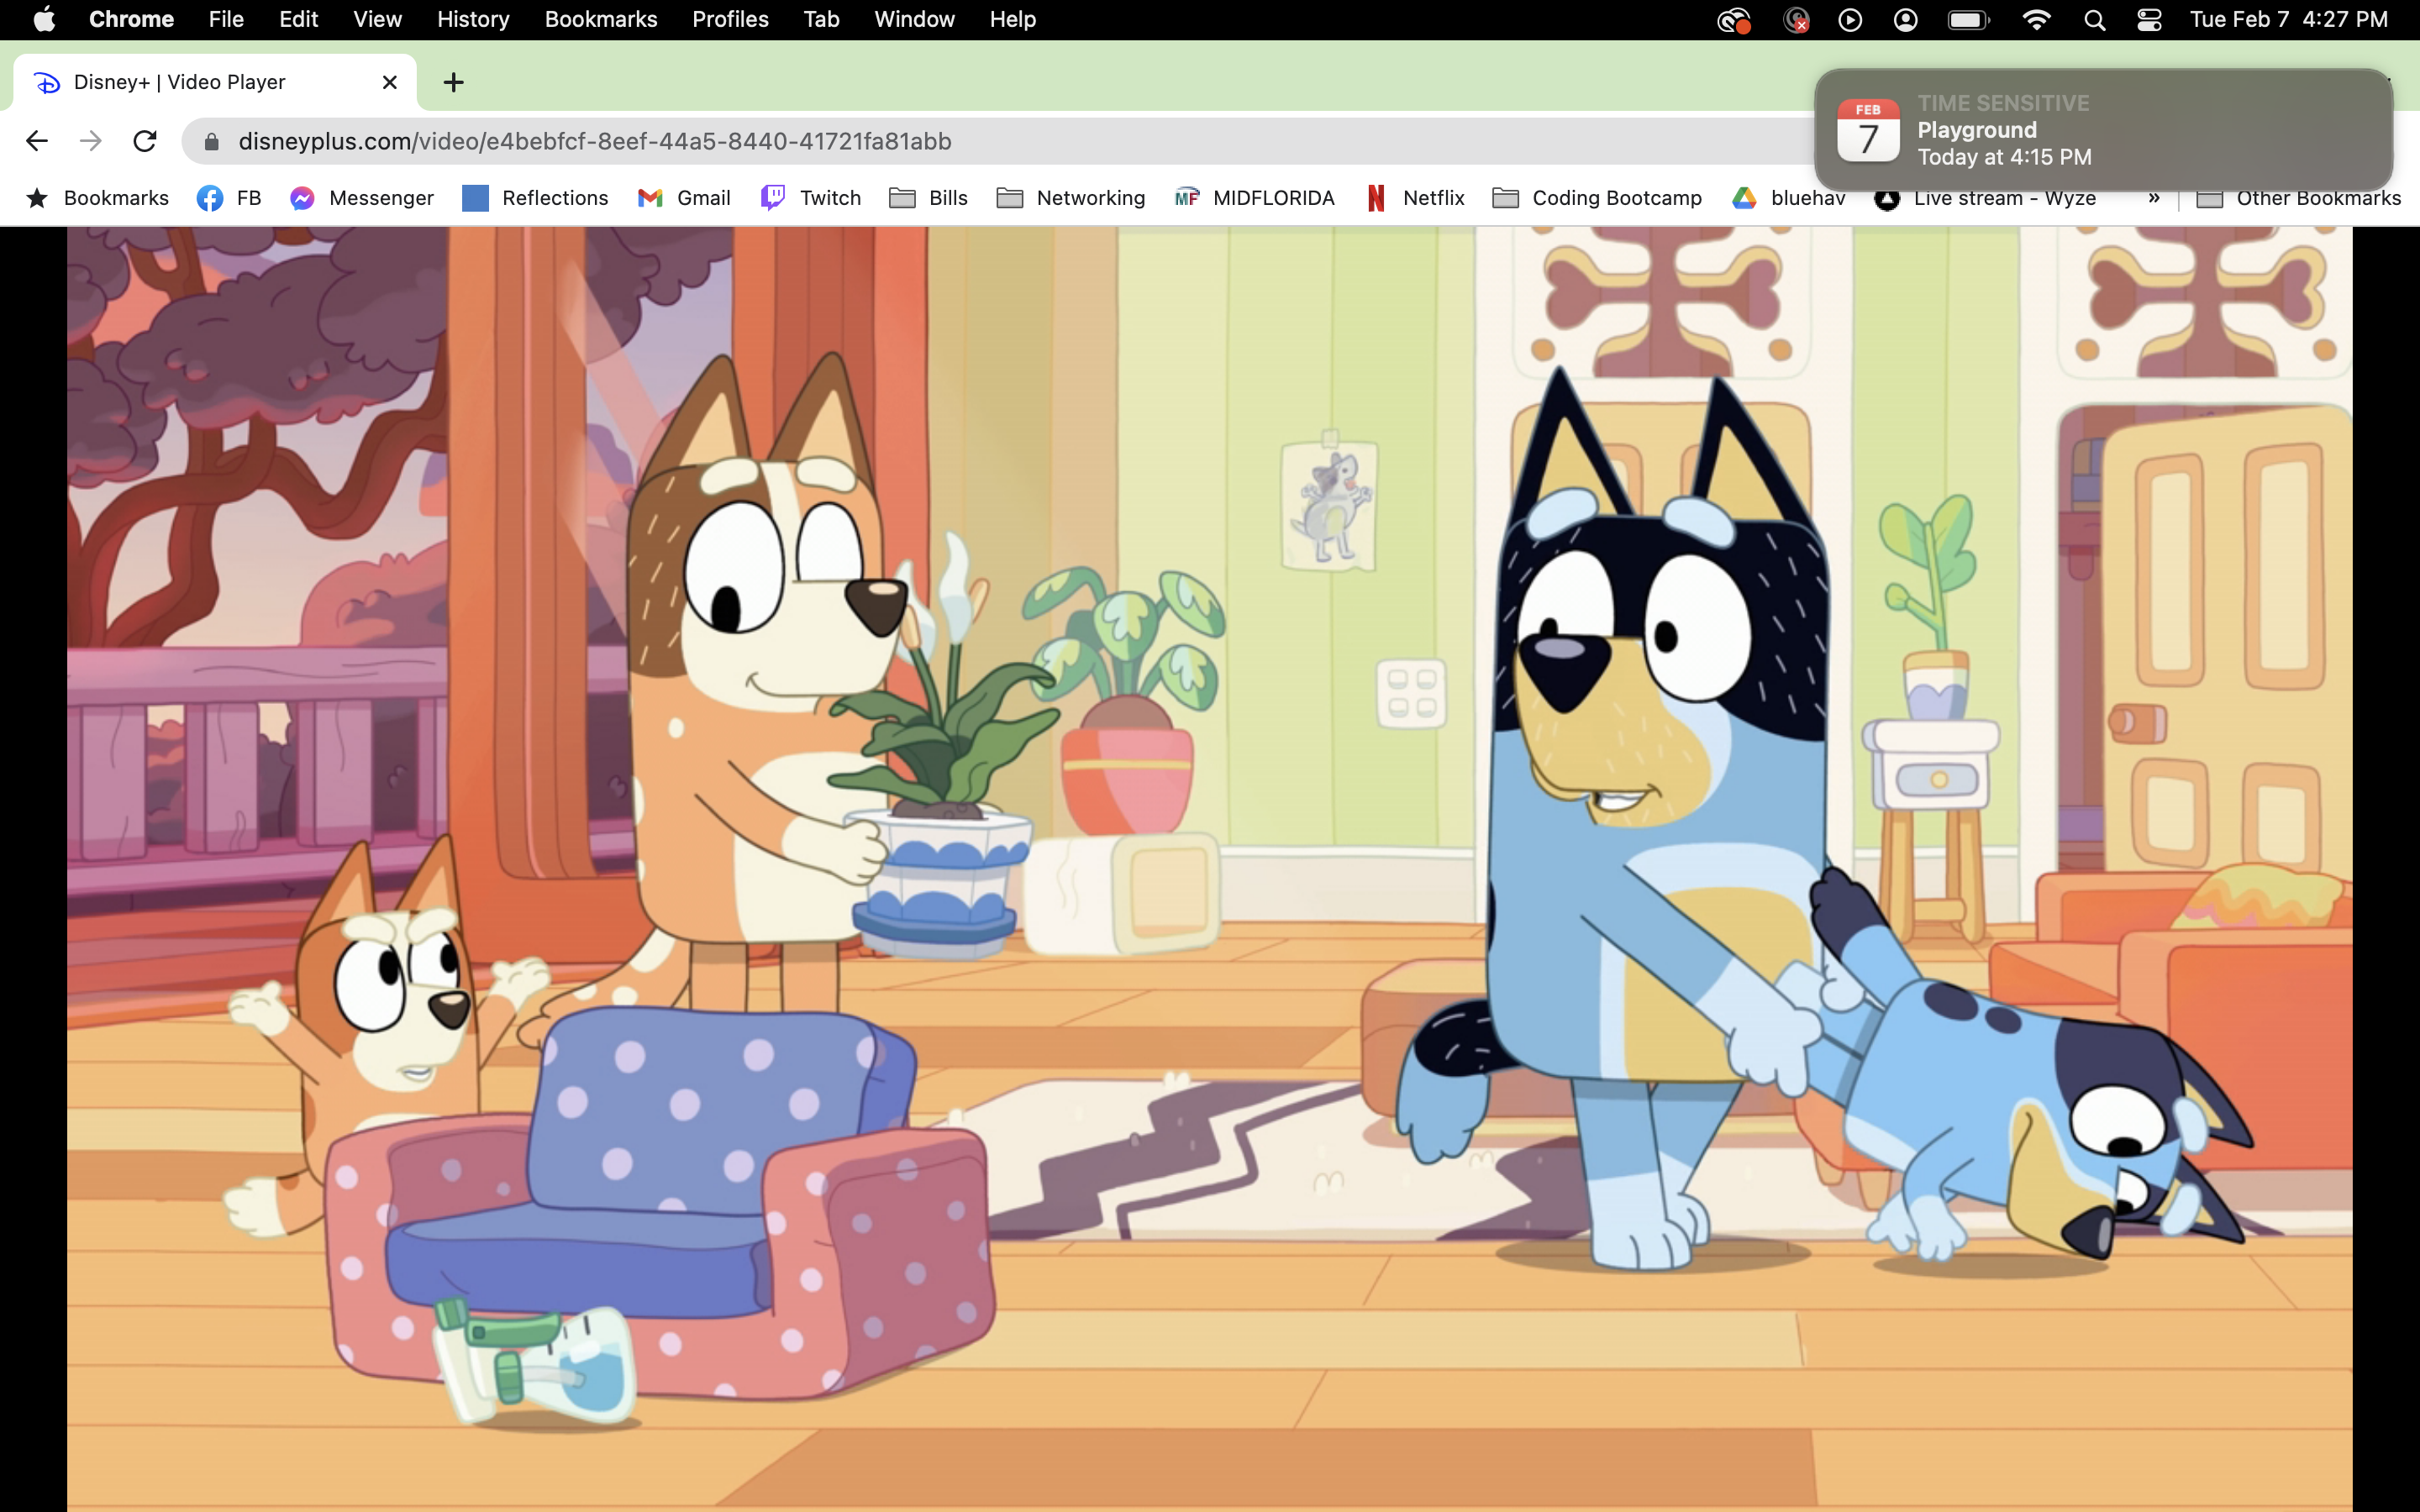 Chrome File Edit View History Bookmarks Profiles Tab Window Help Tue Feb 7 4:27 PM
Disney+ | Video Player
TIME SENSITIVE
FEB
7
Playground
Today at 4:15 PM
disneyplus.com/video/e4bebfcf-8eef-44a5-8440-41721fa81abb
Bookmarks FB Messenger Reflections Gmail Twitch Bills Networking MF MIDFLORIDA Netflix Coding Bootcamp bluehav Live stream - Wyze » Other Bookmarks